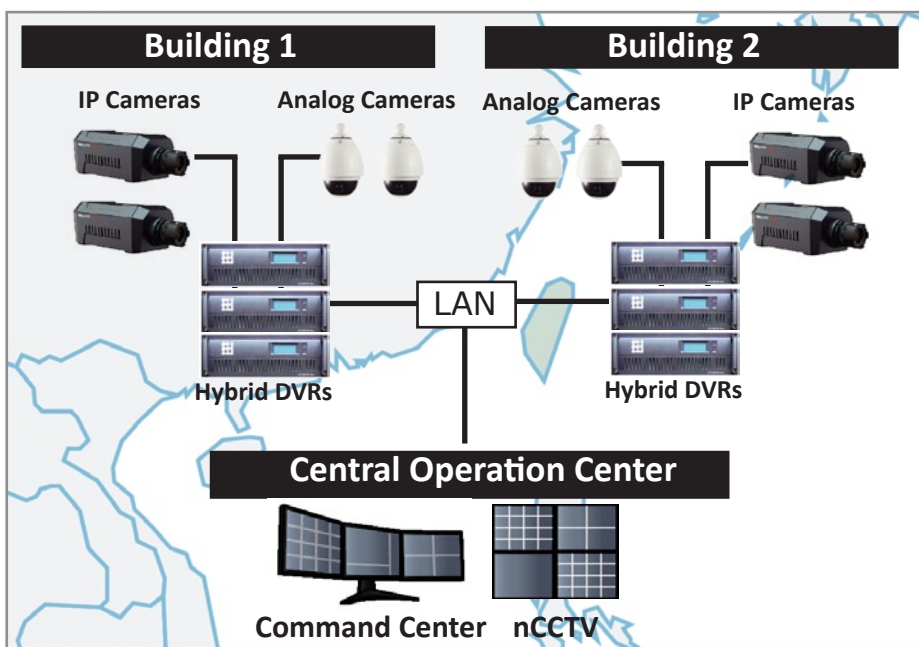 Building 1
Building 2
IP Cameras
Analog Cameras
Analog Cameras
IP Cameras
LAN
Hybrid DVRs
Hybrid DVRs
Central Operation Center
Command Center
nCCTV